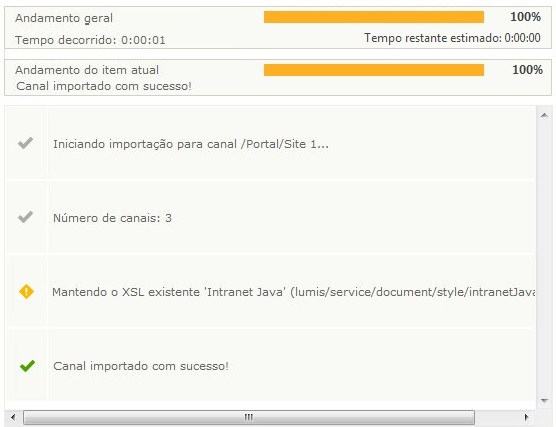 Andamento geral 100%
Tempo decorrido: 0:00:01 Tempo restante estimado: 0:00:00
Andamento do item atual 100%
Canal importado com sucesso!
Iniciando importação para canal /Portal/Site 1...
Número de canais: 3
Mantendo o XSL existente 'Intranet Java' (lumis/service/document/style/intranetJava
Canal importado com sucesso!